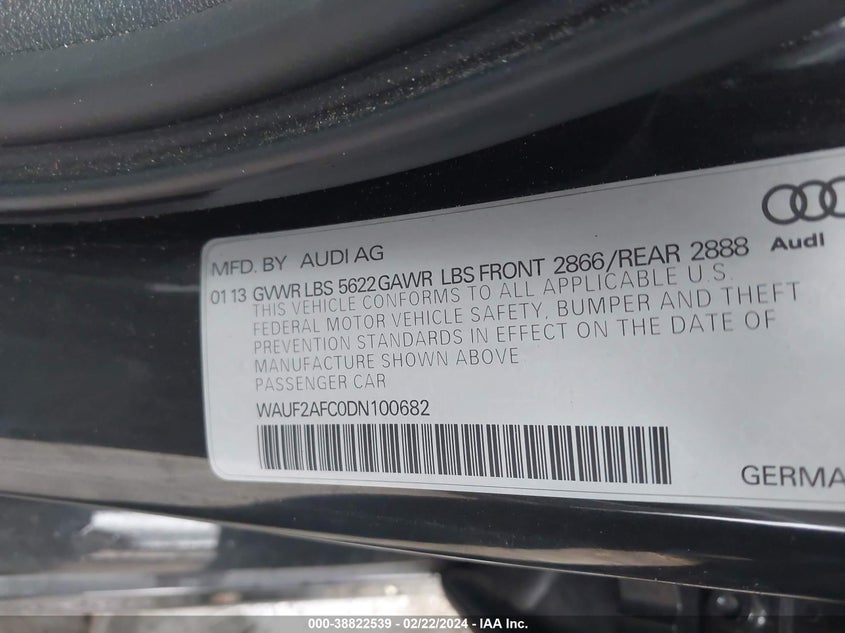 Audi
MFD. BY AUDI AG
01 13 GVWR LBS 5622 GAWR LBS FRONT 2866/REAR 2888
THIS VEHICLE CONFORMS TO ALL APPLICABLE U.S.
FEDERAL MOTOR VEHICLE SAFETY, BUMPER AND THEFT
PREVENTION STANDARDS IN EFFECT ON THE DATE OF
MANUFACTURE SHOWN ABOVE
PASSENGER CAR
WAUF2AFC0DN100682
GERMA
000-38822539 - 02/22/2024 - IAA, Inc.